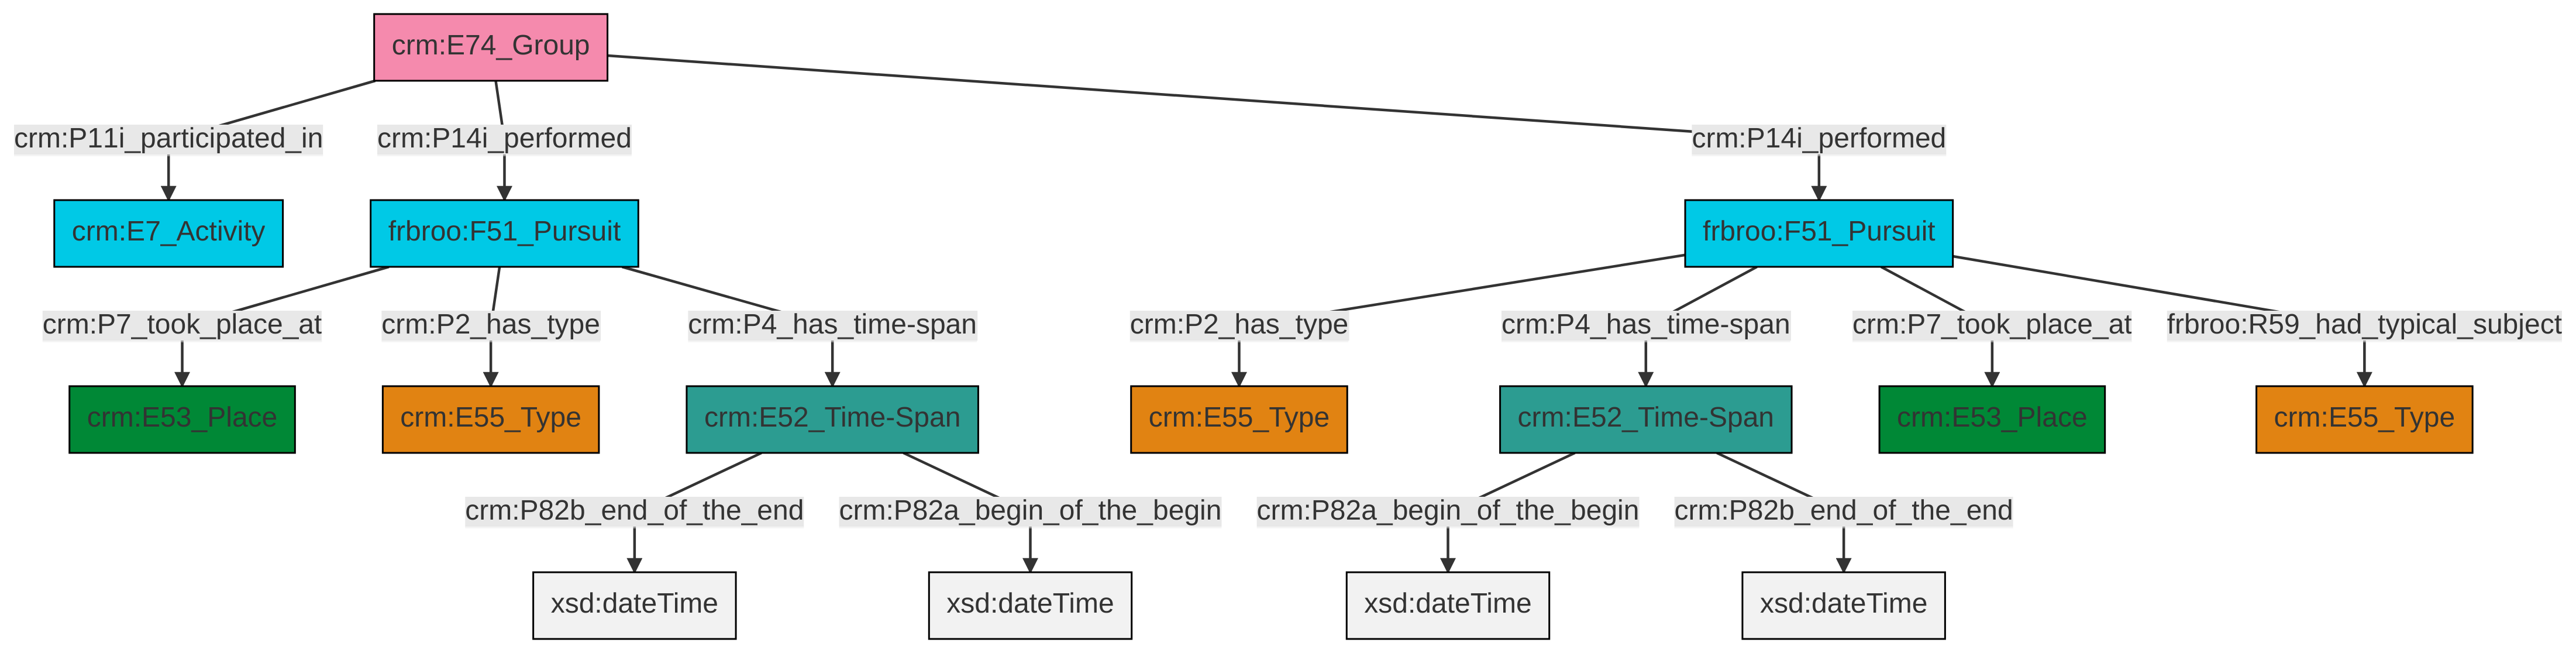 crm:E74_Group
crm:P11i_participated_in
crm:P14i_performed
crm:P14i_performed
crm:E7_Activity
frbroo:F51_Pursuit
frbroo:F51_Pursuit
crm:P7_took_place_at
crm:P2_has_type
crm:P4_has_time-span
crm:P2_has_type
crm:P4_has_time-span
crm:P7_took_place_at
frbroo:R59_had_typical_subject
crm:E53_Place
crm:E55_Type
crm:E52_Time-Span
crm:E55_Type
crm:E52_Time-Span
crm:E53_Place
crm:E55_Type
crm:P82b_end_of_the_end
crm:P82a_begin_of_the_begin
crm:P82a_begin_of_the_begin
crm:P82b_end_of_the_end
xsd:dateTime
xsd:dateTime
xsd:dateTime
xsd:dateTime